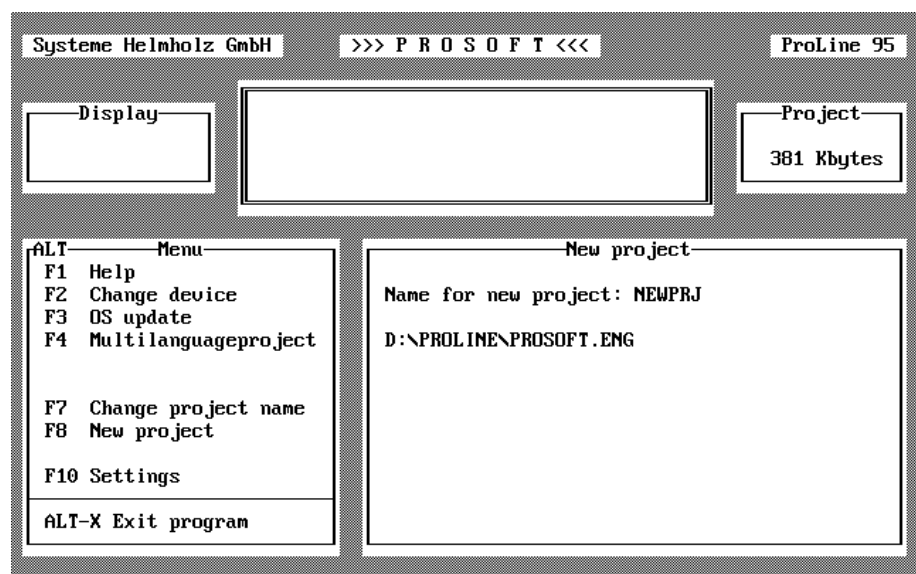 Systeme Helmholz GmbH >>> P R O S O F T <<< ProLine 95
Display
Project
381 Kbytes
ALT Menu
F1 Help
F2 Change device
F3 OS update
F4 Multilanguageproject
F7 Change project name
F8 New project
F10 Settings
ALT-X Exit program
New project
Name for new project: NEWPRJ
D:\PROLINE\PROSOFT.ENG